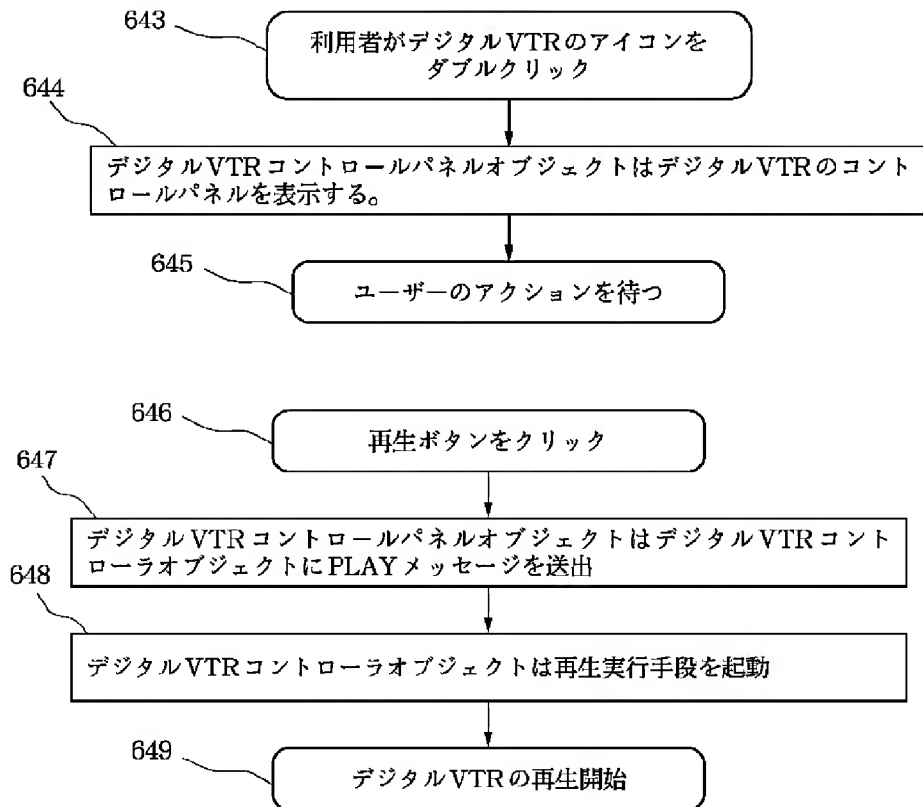 643
利用者がデジタルVTRのアイコンを
ダブルクリック
644
デジタルVTRコントロールパネルオブジェクトはデジタルVTRのコント
ロールパネルを表示する。
645
ユーザーのアクションを待つ
646
再生ボタンをクリック
647
デジタルVTRコントロールパネルオブジェクトはデジタルVTRコント
ローラオブジェクトにPLAYメッセージを送出
648
デジタルVTRコントローラオブジェクトは再生実行手段を起動
649
デジタルVTRの再生開始